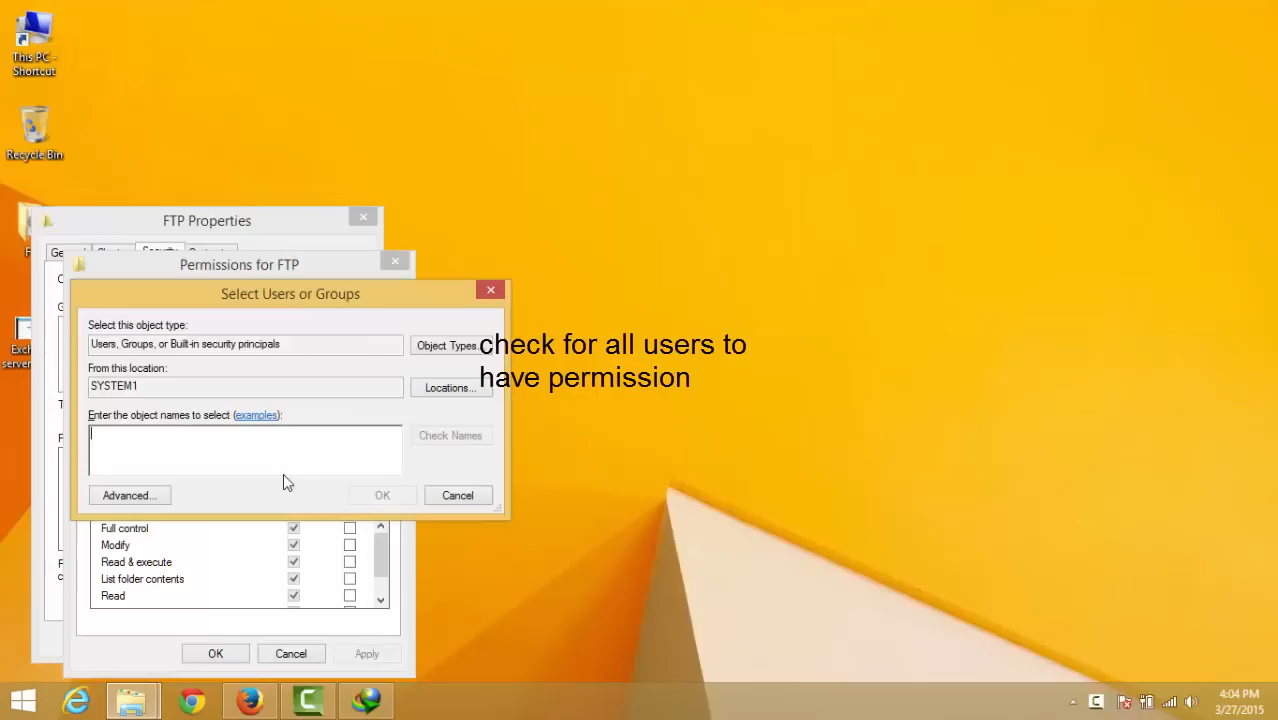 This PC -
Shortcut
Recycle Bin
FTP Properties
Security
Permissions for FTP
Select Users or Groups
Select this object type:
Users, Groups, or Built-in security principals
Object Types...
From this location:
SYSTEM1
Locations...
Enter the object names to select (examples):
Check Names
Advanced...
OK
Cancel
check for all users to
have permission
Full control
Modify
Read & execute
List folder contents
Read
OK
Cancel
Apply
4:04 PM
3/27/2015